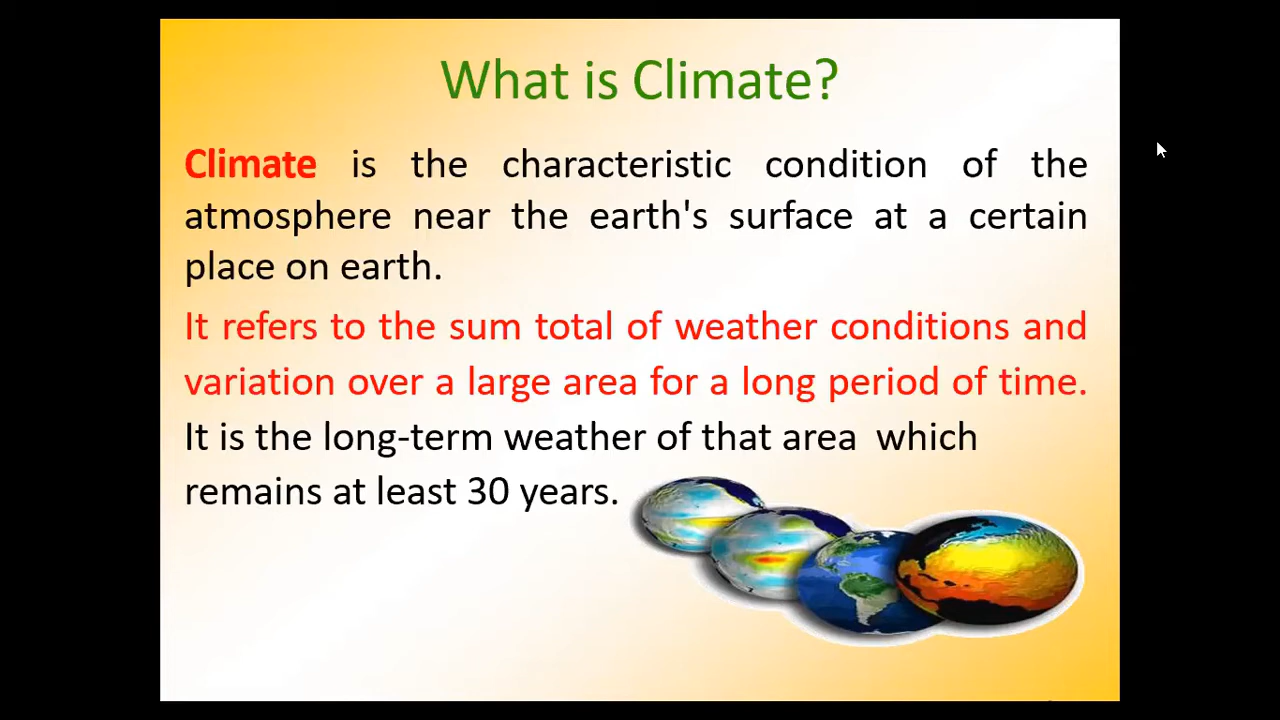 What is Climate?
Climate is the characteristic condition of the
atmosphere near the earth's surface at a certain
place on earth.
It refers to the sum total of weather conditions and
variation over a large area for a long period of time.
It is the long-term weather of that area which
remains at least 30 years.